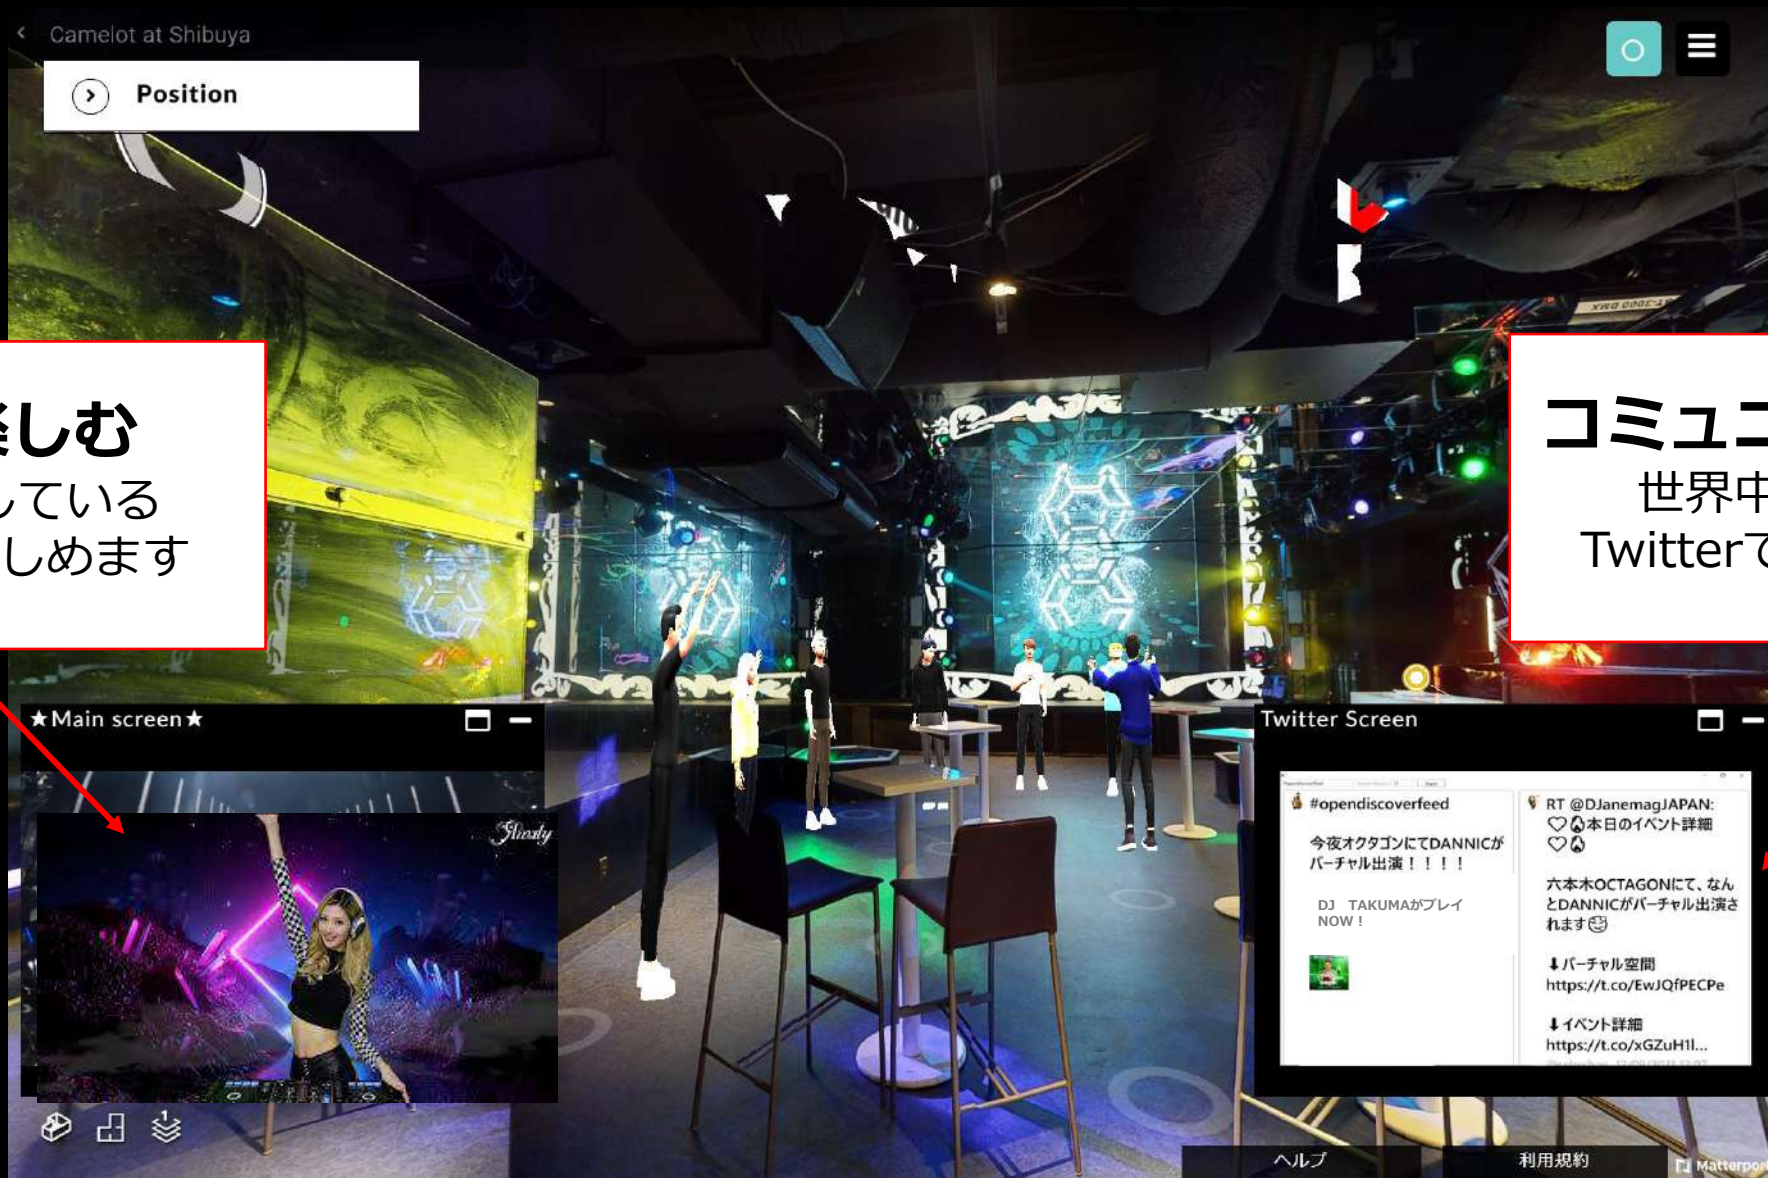 Camelot at Shibuya
Position
楽しむ
している
しめます
コミュニ
世界中
Twitterで
★Main screen★
Twitter Screen
#opendiscoverfeed
今夜オクタゴンにてDANNICが
バーチャル出演！！！！
DJ TAKUMAがプレイ
NOW！
RT @DJanemagJAPAN:
♡本日のイベント詳細
♡
六本木OCTAGONにて、なん
とDANNICがバーチャル出演さ
れます
⬇バーチャル空間
https://t.co/EwJQfPECPe
⬇イベント詳細
https://t.co/xGZuH1l...
1
ヘルプ
利用規約
Matterport